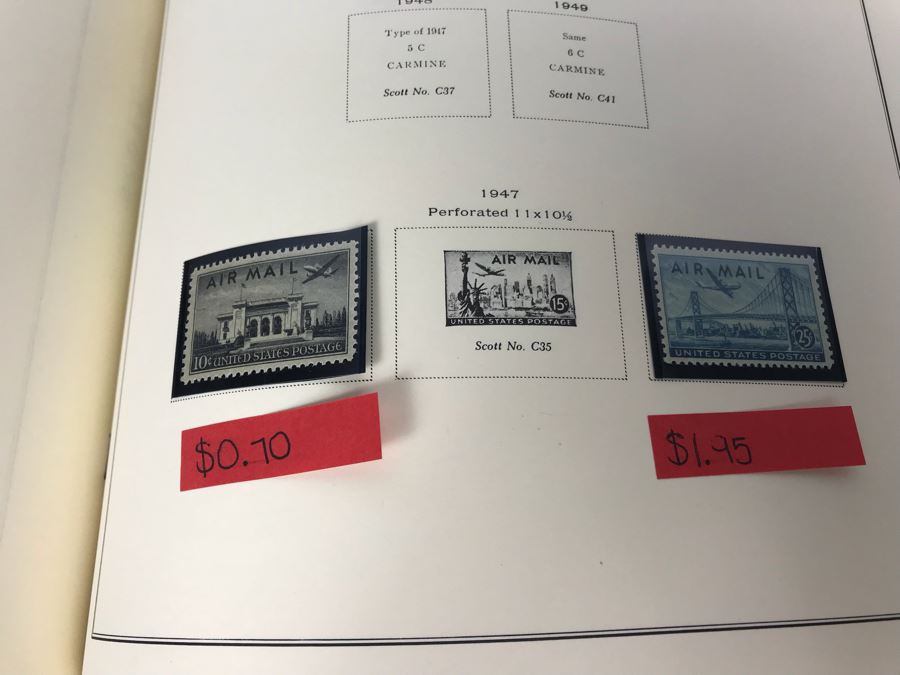 1948
1949
Type of 1947
5 C
CARMINE
Scott No. C37
Same
6 C
CARMINE
Scott No. C41
1947
Perforated 11x10½
AIR MAIL
10¢ UNITED STATES POSTAGE
AIR MAIL
15¢
UNITED STATES POSTAGE
Scott No. C35
AIR MAIL
25¢
UNITED STATES POSTAGE
$0.70
$1.95